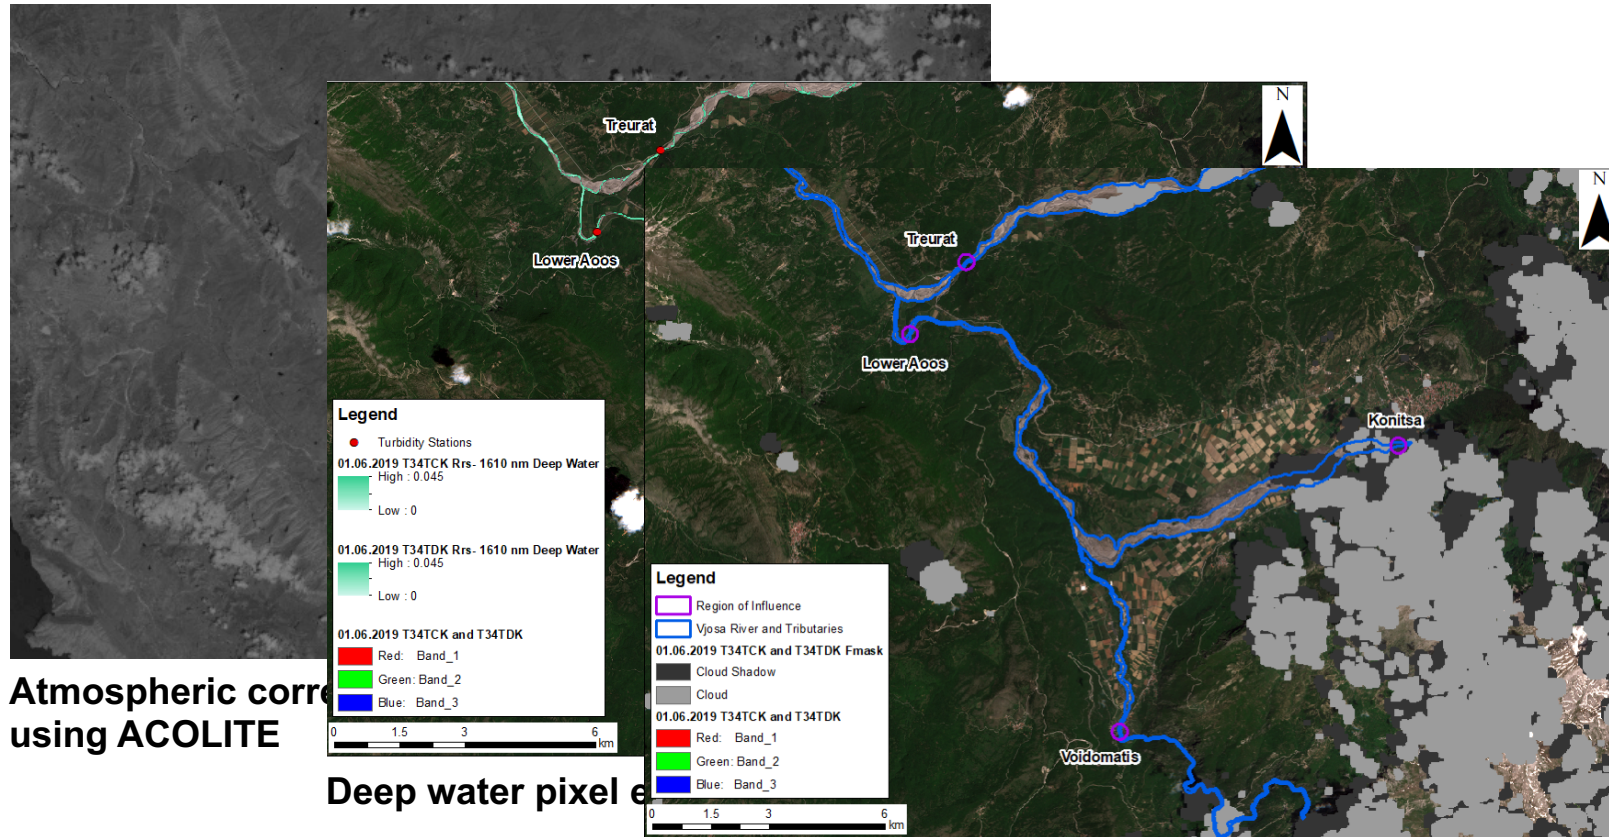 N
Treurat
Lower Aoos
Legend
Turbidity Stations
01.06.2019 T34TCK Rrs- 1610 nm Deep Water
High : 0.045
Low : 0
01.06.2019 T34TDK Rrs- 1610 nm Deep Water
High : 0.045
Low : 0
01.06.2019 T34TCK and T34TDK
Red: Band_1
Green: Band_2
Blue: Band_3
0 1.5 3 6
km
N
Treurat
Lower Aoos
Konitsa
Voidomatis
Legend
Region of Influence
Vjosa River and Tributaries
01.06.2019 T34TCK and T34TDK Fmask
Cloud Shadow
Cloud
01.06.2019 T34TCK and T34TDK
Red: Band_1
Green: Band_2
Blue: Band_3
0 1.5 3 6
km
Atmospheric corre
using ACOLITE
Deep water pixel e